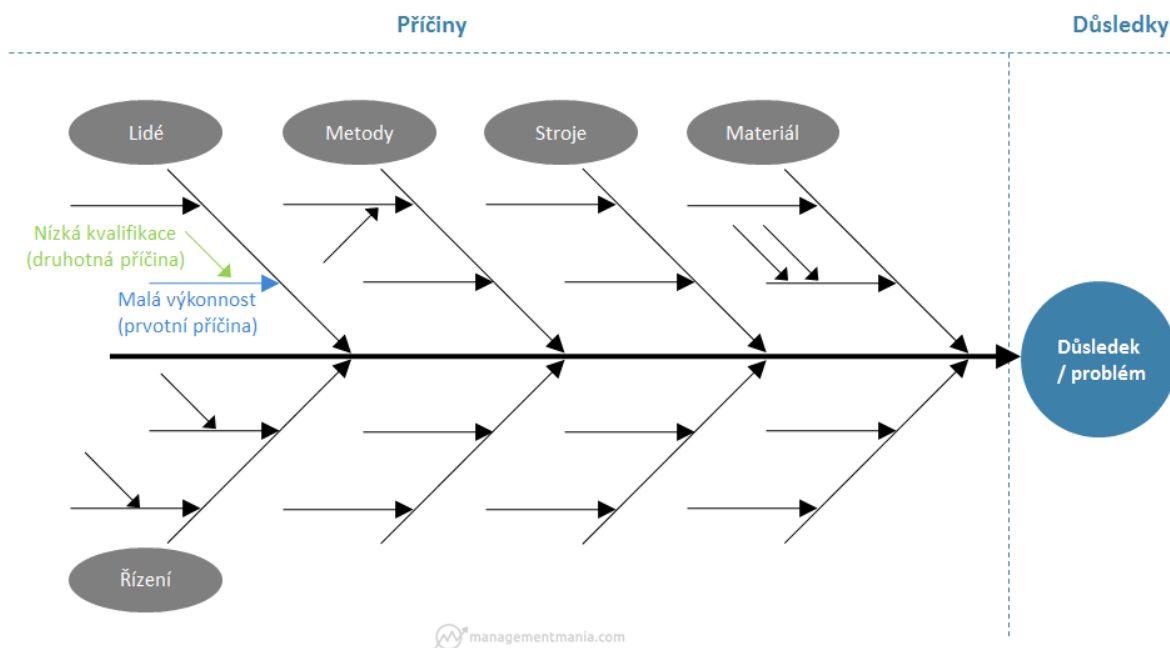 Příčiny
Důsledky
Lidé
Metody
Stroje
Materiál
Nízká kvalifikace
(druhotná příčina)
Malá výkonnost
(prvotní příčina)
Důsledek
/ problém
Řízení
managementmania.com